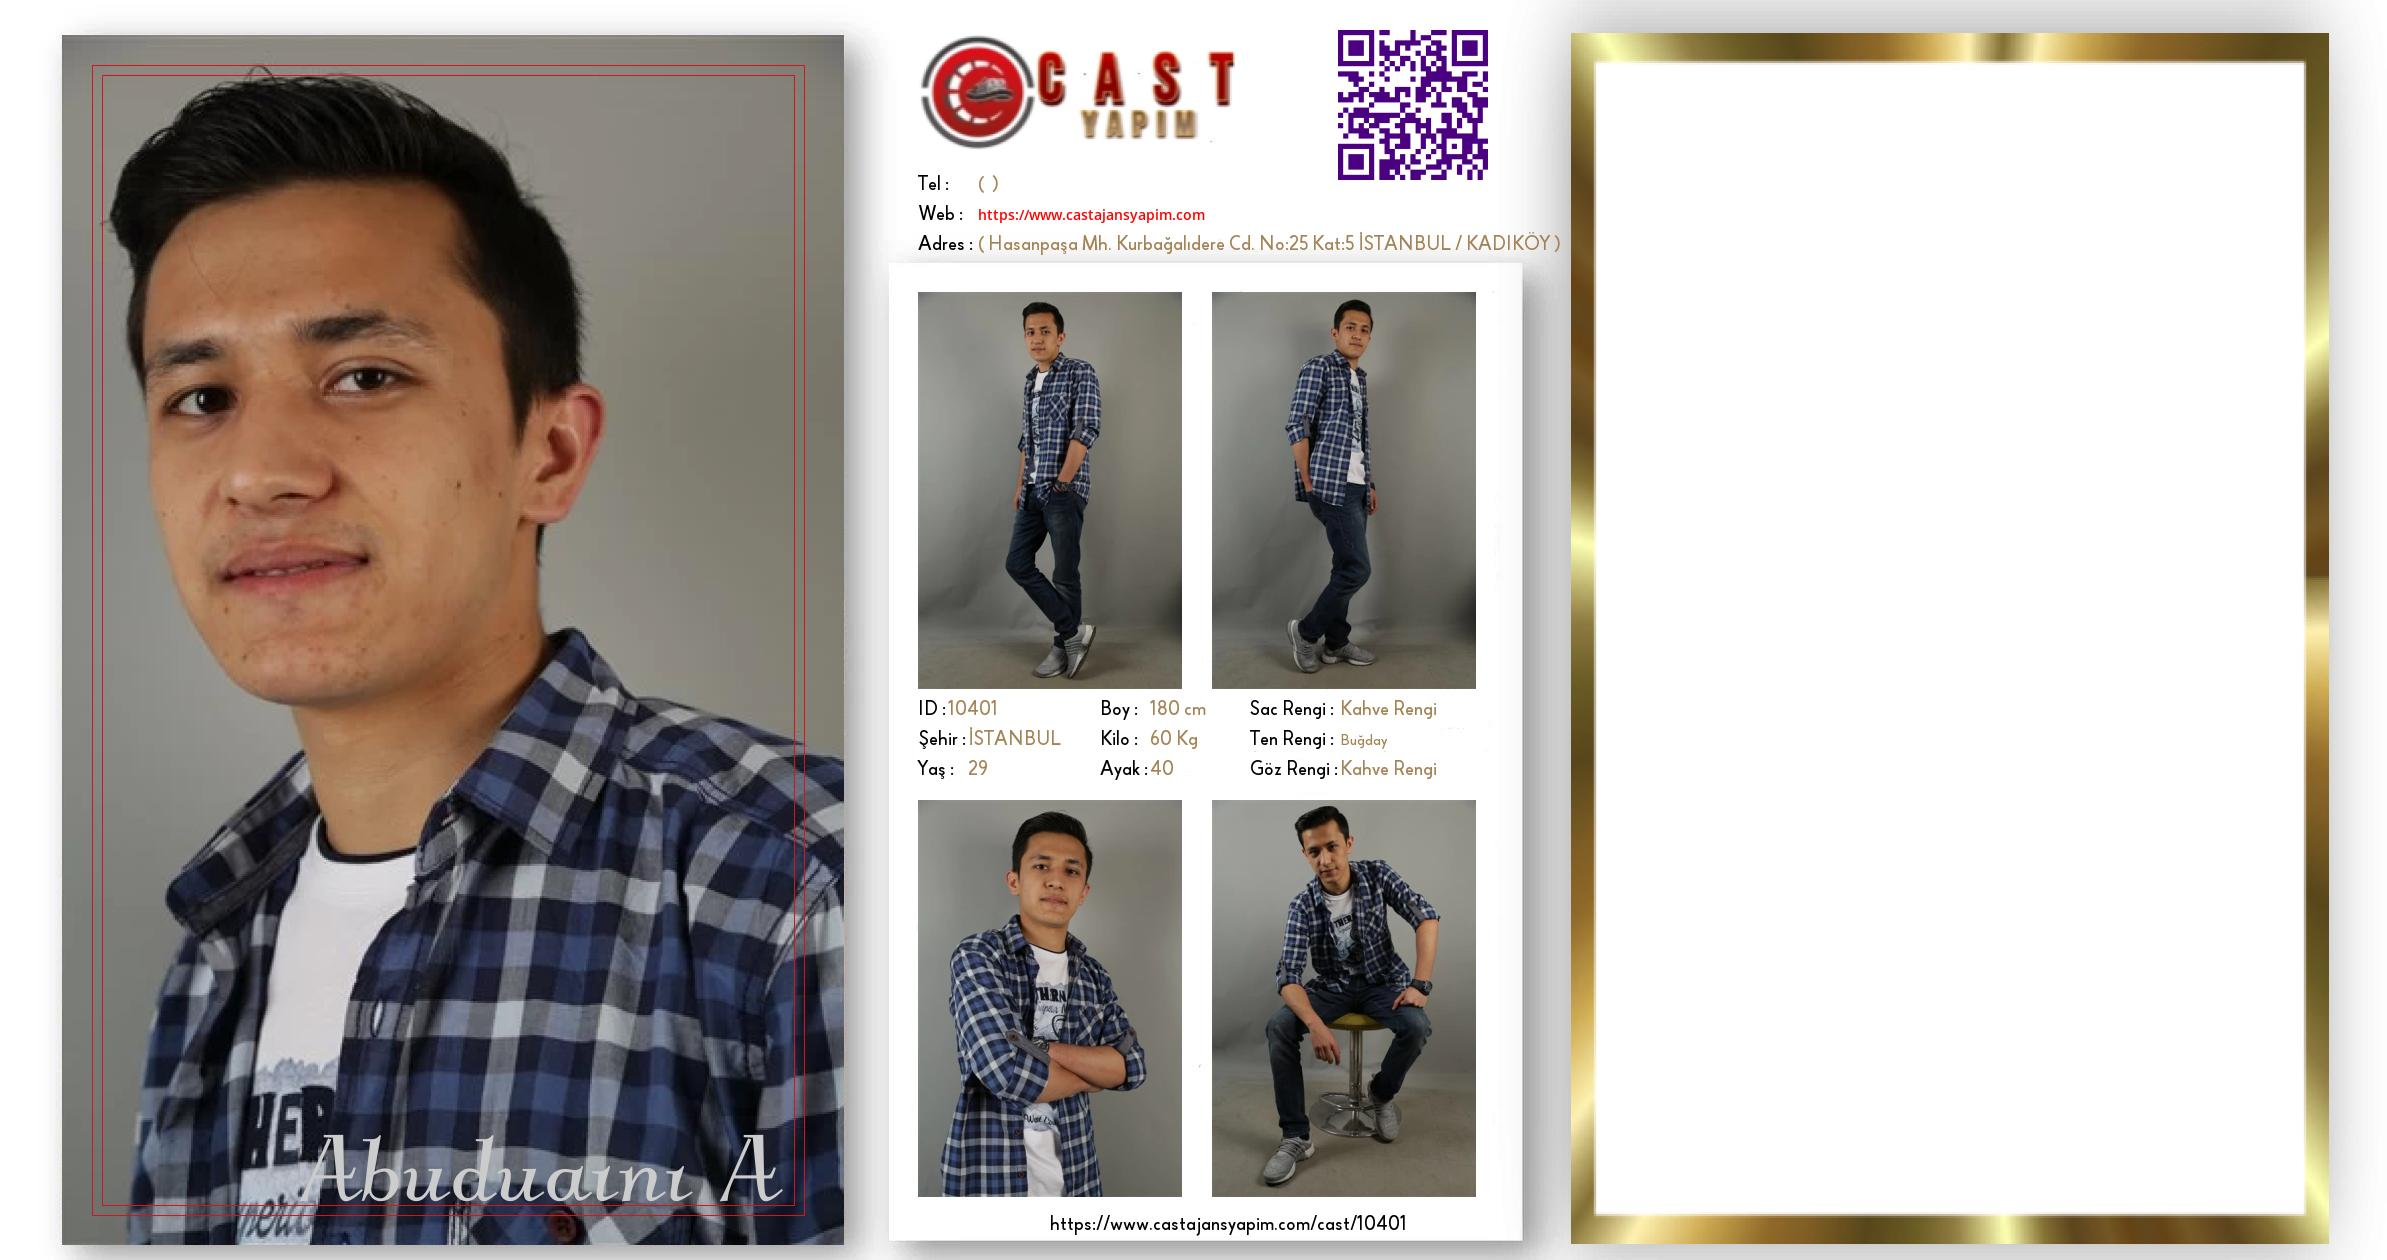 CAST
YAPIM
Tel : ( )
Web : https://www.castajansyapim.com
Adres : ( Hasanpaşa Mh. Kurbağalıdere Cd. No:25 Kat:5 İSTANBUL / KADIKÖY )
ID : 10401 Boy : 180 cm Sac Rengi : Kahve Rengi
Şehir : İSTANBUL Kilo : 60 Kg Ten Rengi : Buğday
Yaş : 29 Ayak : 40 Göz Rengi : Kahve Rengi
https://www.castajansyapim.com/cast/10401
Abuduaını A